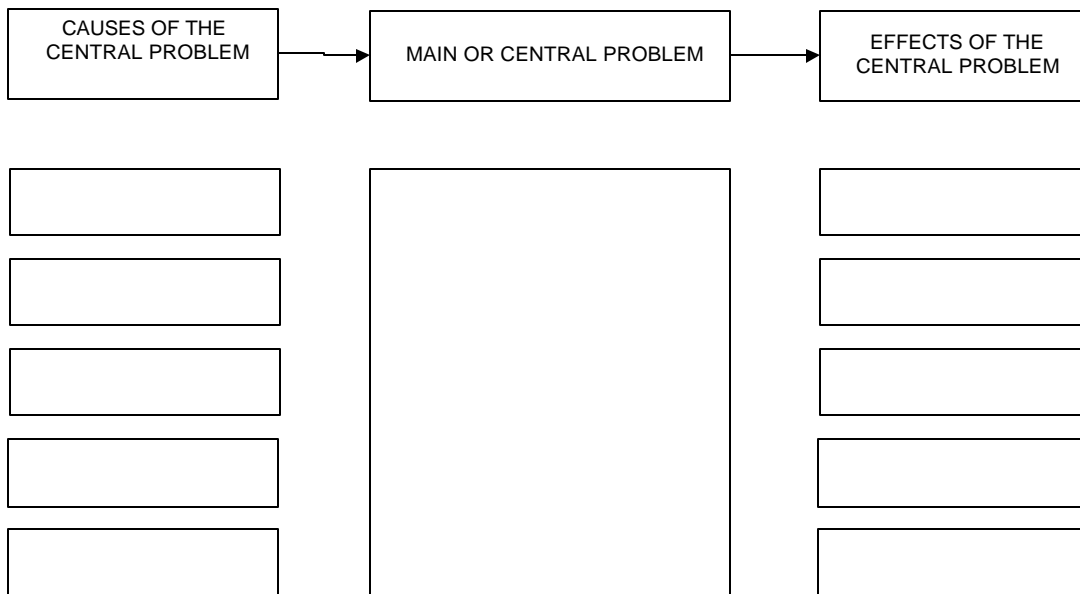 CAUSES OF THE
CENTRAL PROBLEM
MAIN OR CENTRAL PROBLEM
EFFECTS OF THE
CENTRAL PROBLEM